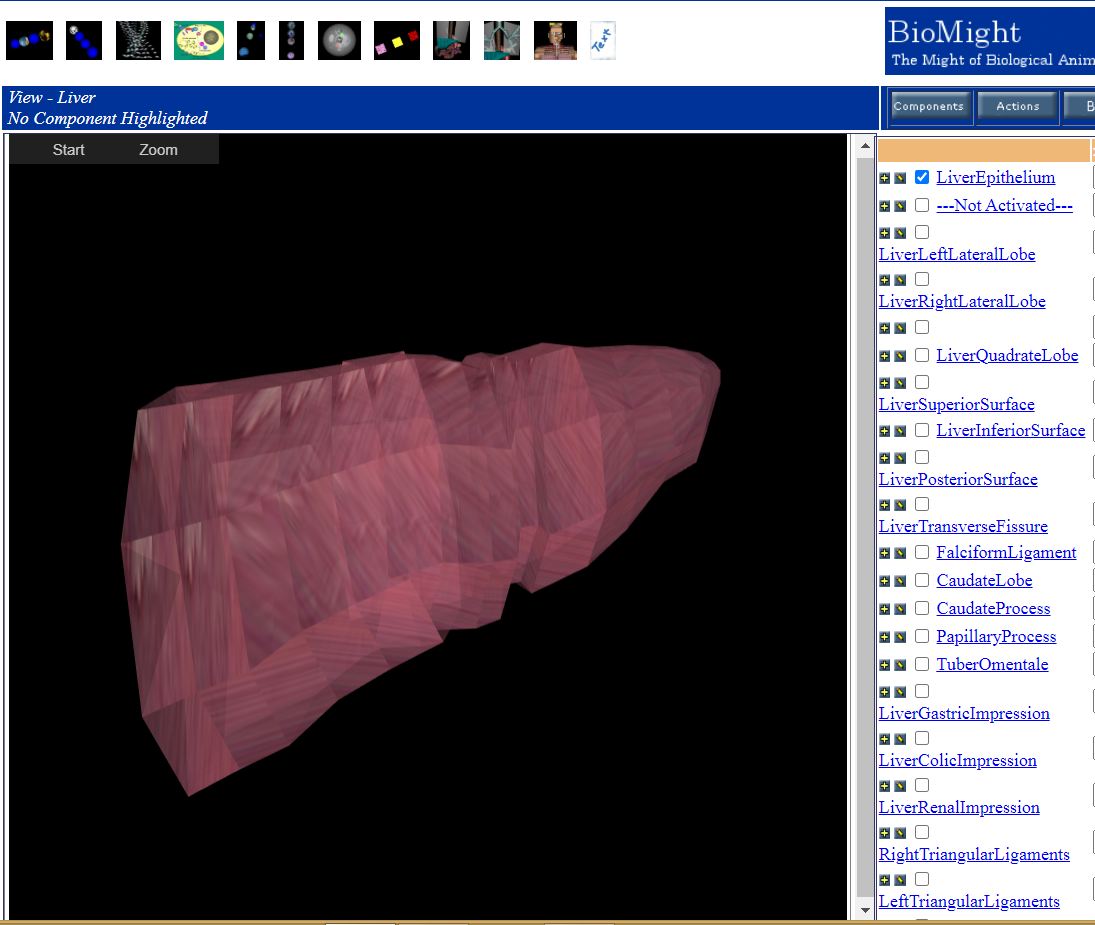 Text
BioMight
The Might of Biological Anim
View - Liver
No Component Highlighted
Components Actions B
Start Zoom
LiverEpithelium
---Not Activated---
LiverLeftLateralLobe
LiverRightLateralLobe
LiverQuadrateLobe
LiverSuperiorSurface
LiverInferiorSurface
LiverPosteriorSurface
LiverTransverseFissure
FalciformLigament
CaudateLobe
CaudateProcess
PapillaryProcess
TuberOmentale
LiverGastricImpression
LiverColicImpression
LiverRenalImpression
RightTriangularLigaments
LeftTriangularLigaments